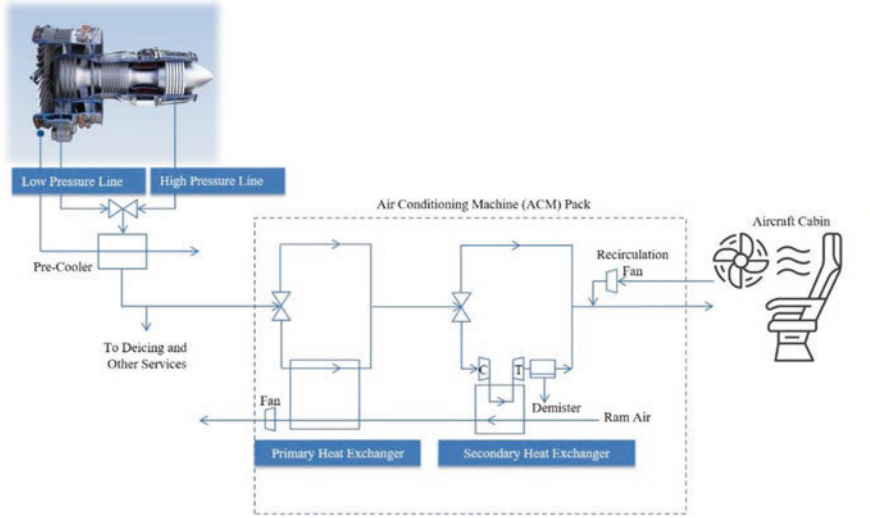 Low Pressure Line
High Pressure Line
Air Conditioning Machine (ACM) Pack
Aircraft Cabin
Recirculation
Fan
Pre-Cooler
To Deicing and
Other Services
C
T
Fan
Demister
Ram Air
Primary Heat Exchanger
Secondary Heat Exchanger